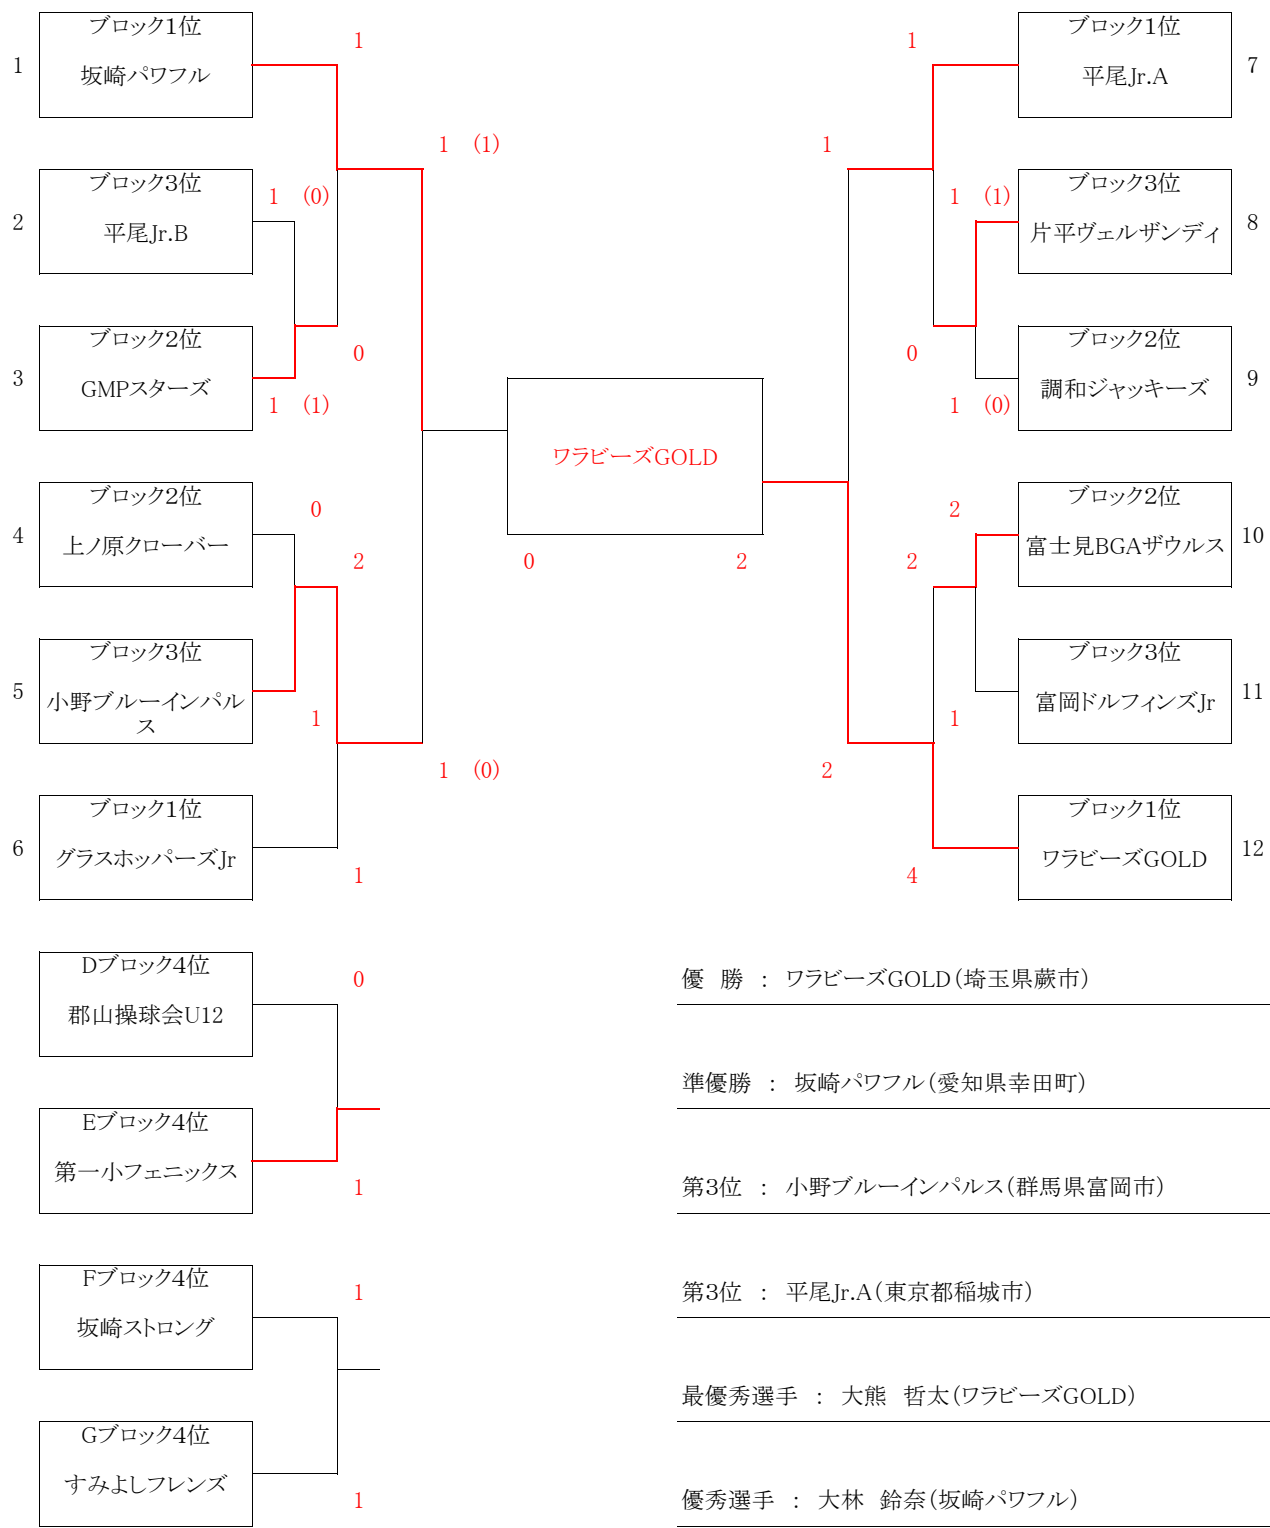 ブロック1位
1
坂崎パワフル
1
1 (1)
ブロック3位
2
平尾Jr.B
1 (0)
ブロック2位
3
GMPスターズ
0
1 (1)
ブロック2位
4
上ノ原クローバー
0
2
ブロック3位
5
小野ブルーインパル
ス
1
1 (0)
ブロック1位
6
グラスホッパーズJr
1
ワラビーズGOLD
0
2
1
ブロック1位
平尾Jr.A
7
1
ブロック3位
1 (1)
片平ヴェルザンディ
8
0
ブロック2位
調和ジャッキーズ
9
1 (0)
ブロック2位
2
富士見BGAザウルス
10
2
ブロック3位
富岡ドルフィンズJr
11
1
2
ブロック1位
ワラビーズGOLD
12
4
Dブロック4位
郡山操球会U12
0
Eブロック4位
第一小フェニックス
1
Fブロック4位
坂崎ストロング
1
Gブロック4位
すみよしフレンズ
1
優 勝 : ワラビーズGOLD(埼玉県蕨市)
準優勝 : 坂崎パワフル(愛知県幸田町)
第3位 : 小野ブルーインパルス(群馬県富岡市)
第3位 : 平尾Jr.A(東京都稲城市)
最優秀選手 : 大熊 哲太(ワラビーズGOLD)
優秀選手 : 大林 鈴奈(坂崎パワフル)